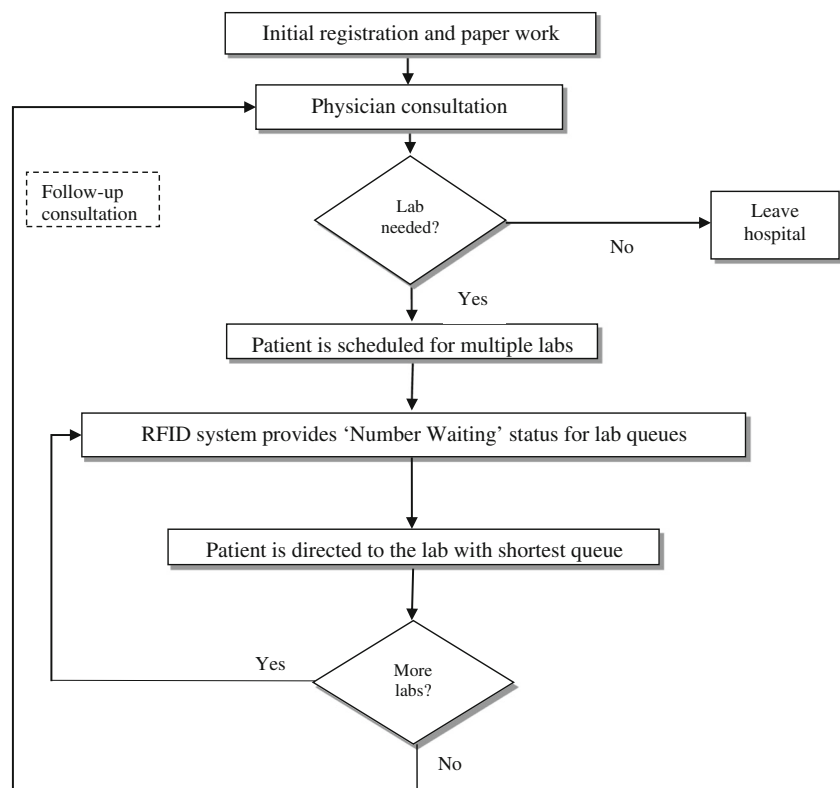 Initial registration and paper work
Physician consultation
Follow-up
consultation
Lab
needed?
Leave
hospital
No
Yes
Patient is scheduled for multiple labs
RFID system provides ‘Number Waiting’ status for lab queues
Patient is directed to the lab with shortest queue
Yes
More
labs?
No